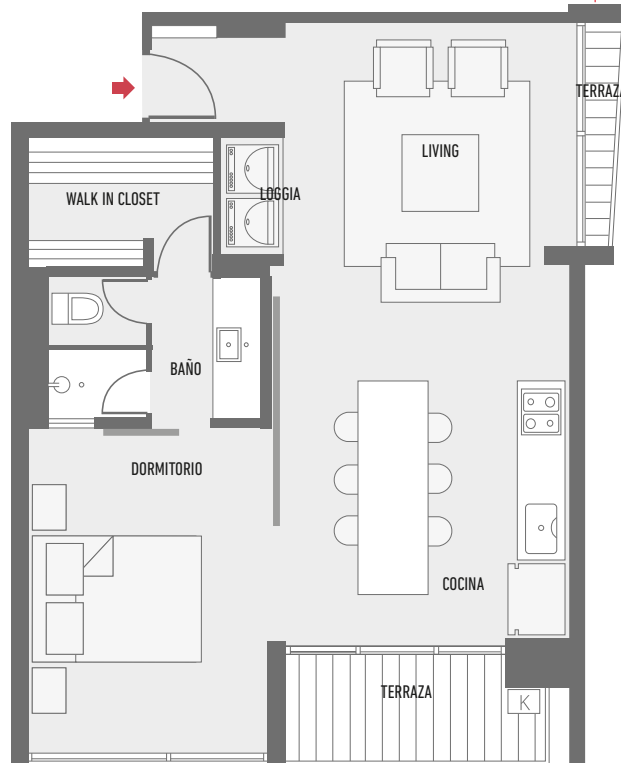 TERRAZA
LIVING
WALK IN CLOSET
LOGGIA
BAÑO
DORMITORIO
COCINA
TERRAZA
K